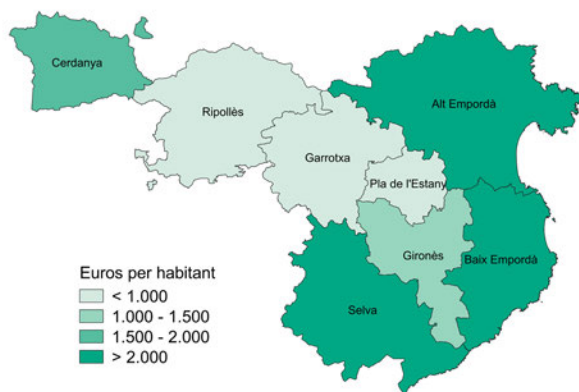 Cerdanya
Ripollès
Alt Empordà
Garrotxa
Pla de l'Estany
Gironès
Baix Empordà
Selva
Euros per habitant
< 1.000
1.000 - 1.500
1.500 - 2.000
> 2.000